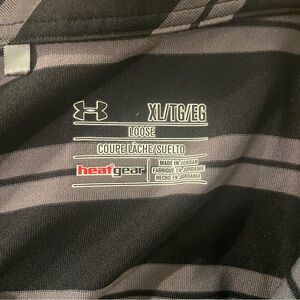 XL/TG/EG
LOOSE
COUPE LÂCHE/SUELTO
heatgear
MADE IN JORDAN
FABRIQUÉ EN JORDANIE
HECHO EN JORDANIA